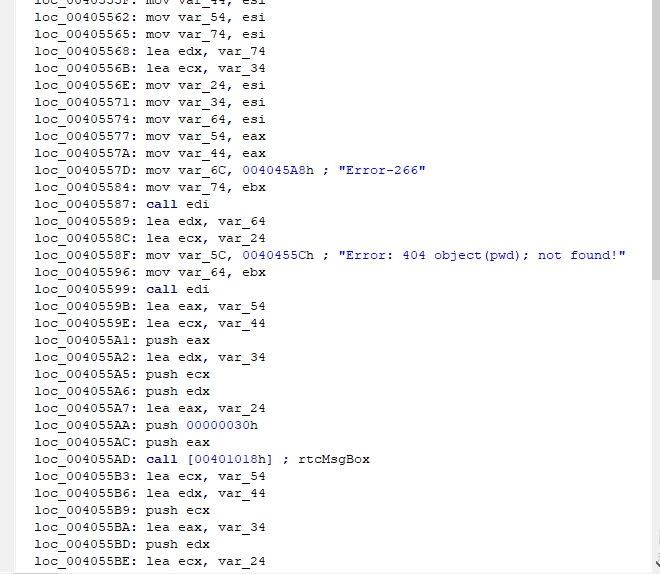 loc_0040555F: mov var_44, esi
loc_00405562: mov var_54, esi
loc_00405565: mov var_74, esi
loc_00405568: lea edx, var_74
loc_0040556B: lea ecx, var_34
loc_0040556E: mov var_24, esi
loc_00405571: mov var_34, esi
loc_00405574: mov var_64, esi
loc_00405577: mov var_54, eax
loc_0040557A: mov var_44, eax
loc_0040557D: mov var_6C, 004045A8h ; "Error-266"
loc_00405584: mov var_74, ebx
loc_00405587: call edi
loc_00405589: lea edx, var_64
loc_0040558C: lea ecx, var_24
loc_0040558F: mov var_5C, 0040455Ch ; "Error: 404 object(pwd); not found!"
loc_00405596: mov var_64, ebx
loc_00405599: call edi
loc_0040559B: lea eax, var_54
loc_0040559E: lea ecx, var_44
loc_004055A1: push eax
loc_004055A2: lea edx, var_34
loc_004055A5: push ecx
loc_004055A6: push edx
loc_004055A7: lea eax, var_24
loc_004055AA: push 00000030h
loc_004055AC: push eax
loc_004055AD: call [00401018h] ; rtcMsgBox
loc_004055B3: lea ecx, var_54
loc_004055B6: lea edx, var_44
loc_004055B9: push ecx
loc_004055BA: lea eax, var_34
loc_004055BD: push edx
loc_004055BE: lea ecx, var_24